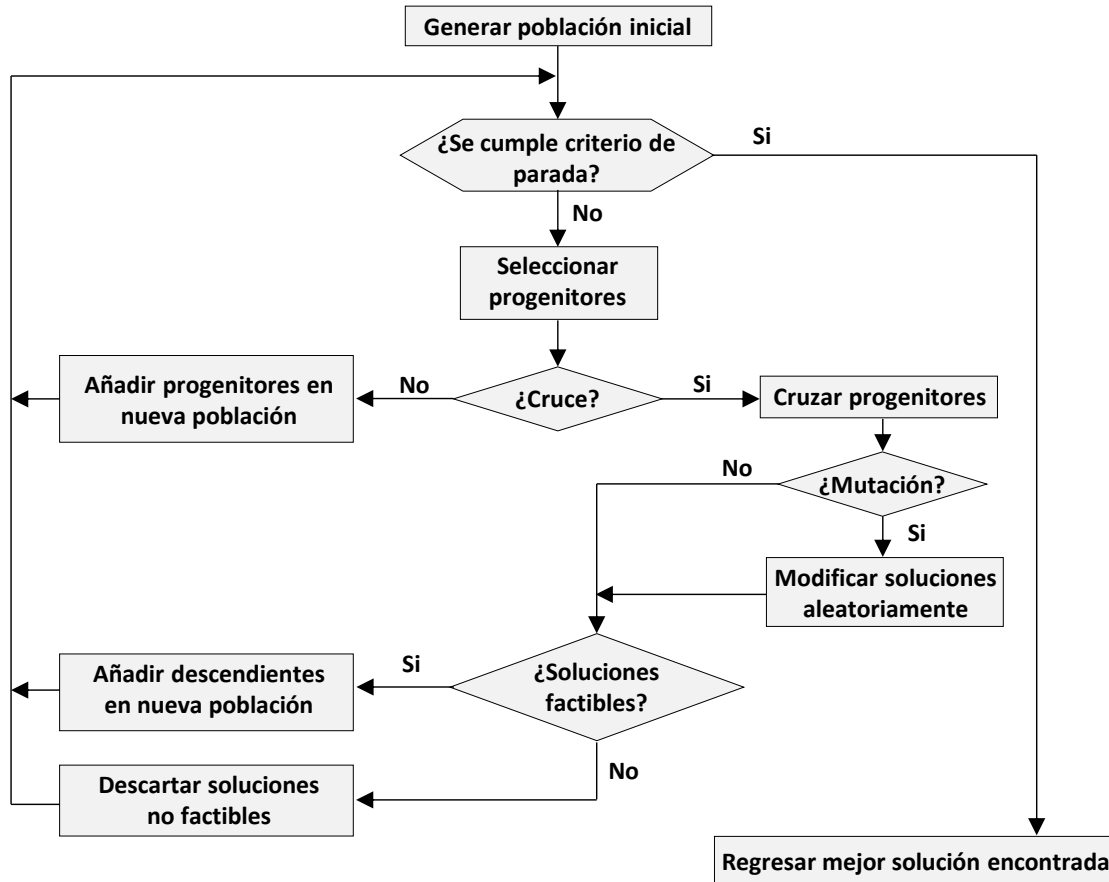 Generar población inicial
¿Se cumple criterio de
parada?
Si
No
Seleccionar
progenitores
Añadir progenitores en
nueva población
No
¿Cruce?
Si
Cruzar progenitores
No
¿Mutación?
Si
Modificar soluciones
aleatoriamente
Añadir descendientes
en nueva población
Si
¿Soluciones
factibles?
No
Descartar soluciones
no factibles
Regresar mejor solución encontrada